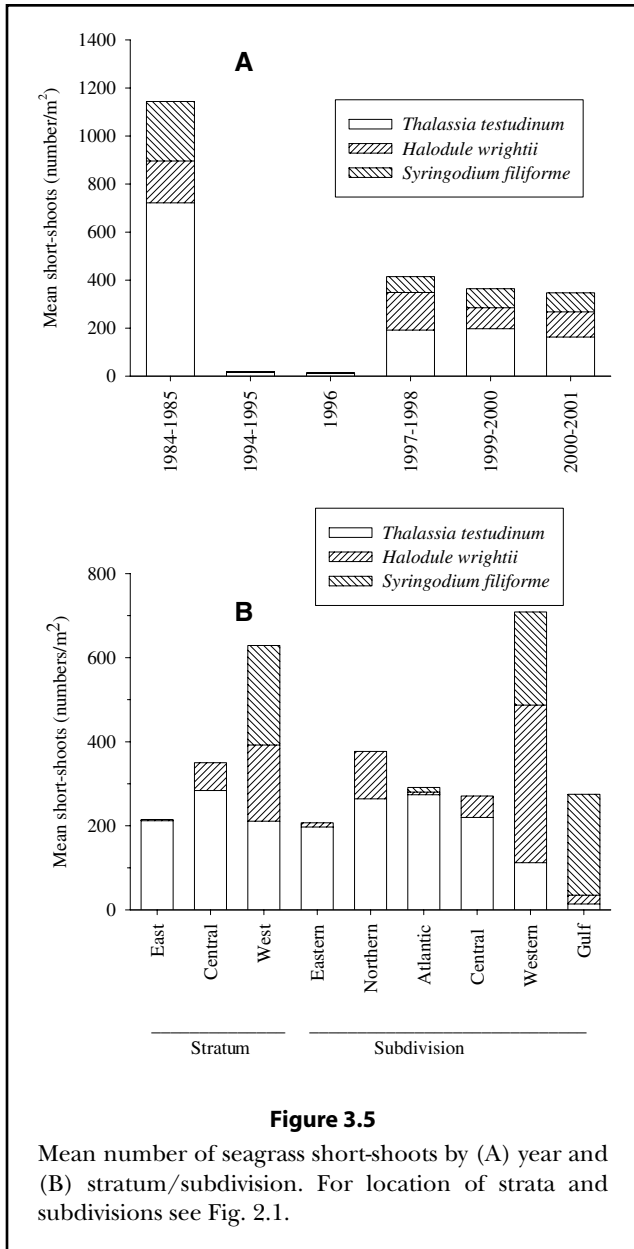 A
Mean short-shoots (number/m²)
1400
1200
1000
800
600
400
200
0
Thalassia testudinum
Halodule wrightii
Syringodium filiforme
1984-1985
1994-1995
1996
1997-1998
1999-2000
2000-2001
B
Mean short-shoots (numbers/m²)
800
600
400
200
0
Thalassia testudinum
Halodule wrightii
Syringodium filiforme
East
Central
West
Eastern
Northern
Atlantic
Central
Western
Gulf
Stratum
Subdivision
Figure 3.5
Mean number of seagrass short-shoots by (A) year and
(B) stratum/subdivision. For location of strata and
subdivisions see Fig. 2.1.